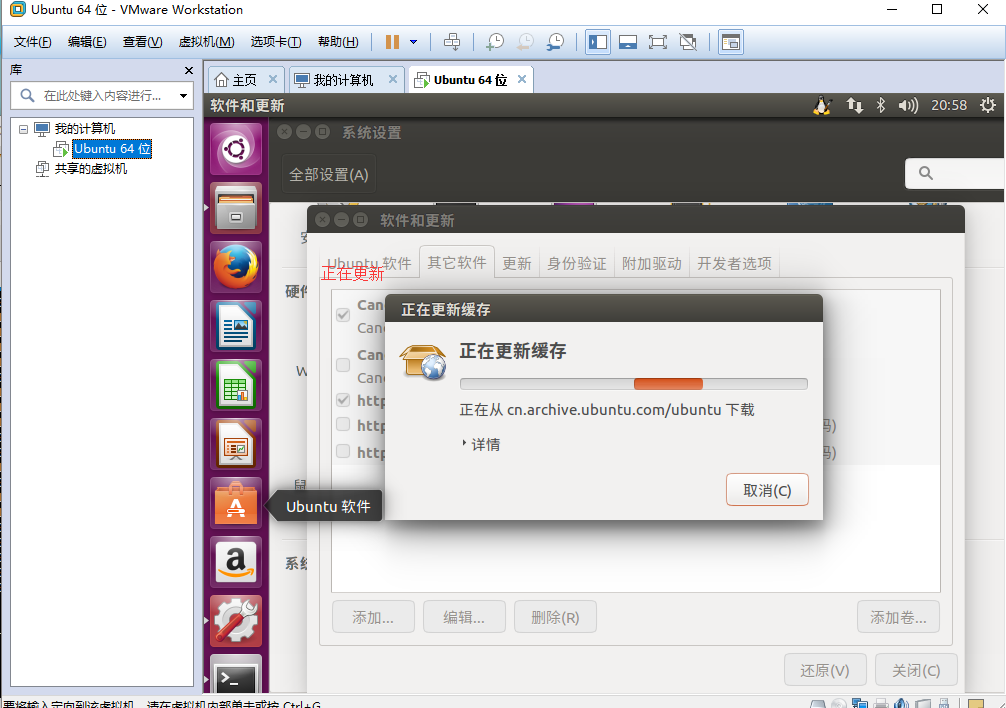 Ubuntu 64 位 - VMware Workstation
文件(F) 编辑(E) 查看(V) 虚拟机(M) 选项卡(T) 帮助(H)
库
在此处键入内容进行...
我的计算机
Ubuntu 64 位
共享的虚拟机
主页 我的计算机 Ubuntu 64 位
软件和更新 20:58
系统设置
全部设置(A)
软件和更新
Ubuntu 软件 其它软件 更新 身份验证 附加驱动 开发者选项
正在更新
硬件
Can
Can
Can
Can
http
http 码)
http 码)
W
鼠
系统
正在更新缓存
正在更新缓存
正在从 cn.archive.ubuntu.com/ubuntu 下载
详情
取消(C)
Ubuntu 软件
a
>_
添加... 编辑... 删除(R) 添加卷...
还原(V) 关闭(C)
要将输入定向到该虚拟机，请在虚拟机内部单击或按 Ctrl+G